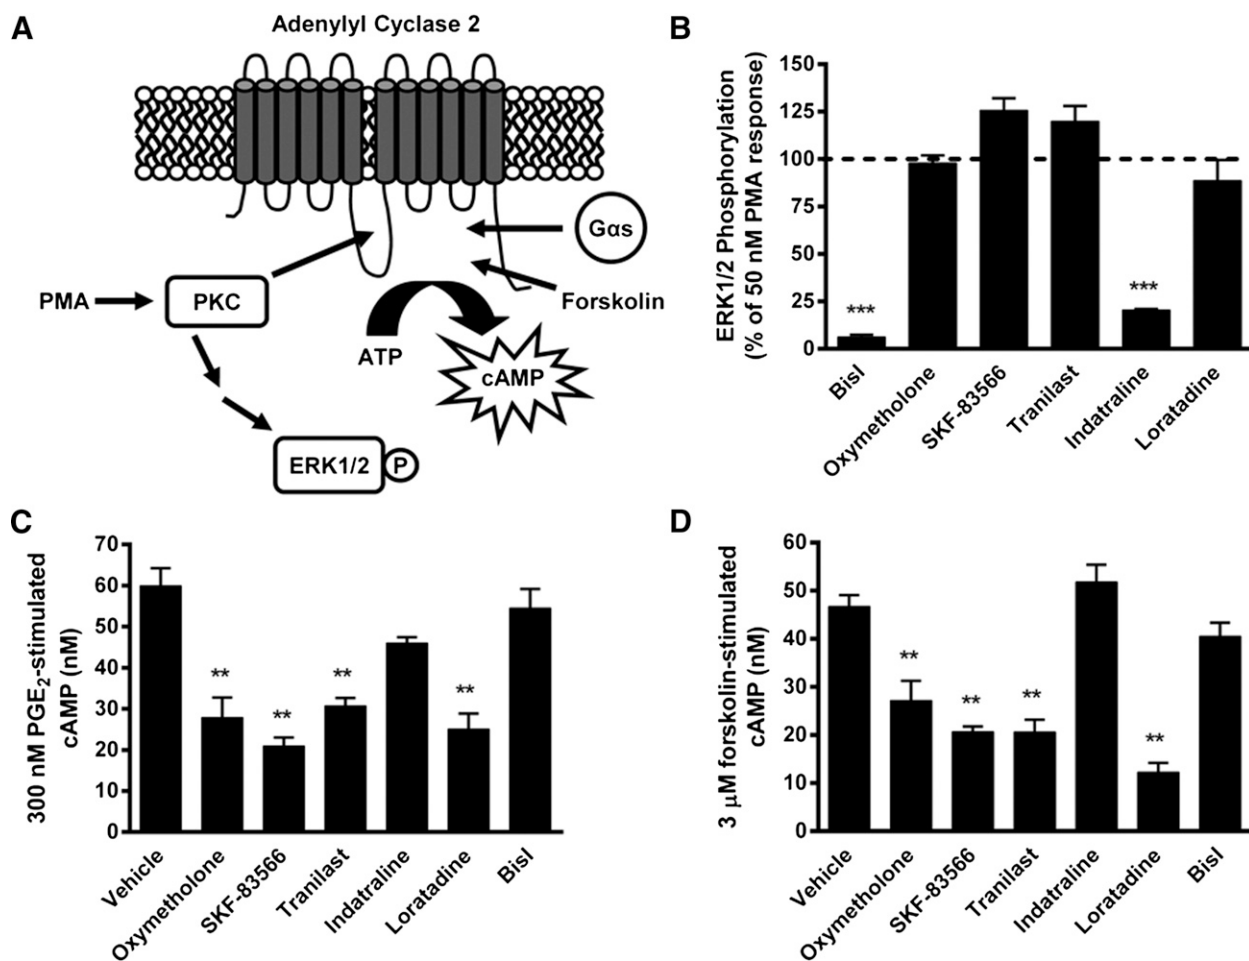 A
Adenylyl Cyclase 2
Gαs
PMA
PKC
Forskolin
ATP
cAMP
ERK1/2
P
B
ERK1/2 Phosphorylation
(% of 50 nM PMA response)
150
125
100
75
50
25
0
***
***
BisI
Oxymetholone
SKF-83566
Tranilast
Indatraline
Loratadine
C
300 nM PGE2-stimulated
cAMP (nM)
70
60
50
40
30
20
10
0
**
**
**
**
Vehicle
Oxymetholone
SKF-83566
Tranilast
Indatraline
Loratadine
BisI
D
3 μM forskolin-stimulated
cAMP (nM)
60
50
40
30
20
10
0
**
**
**
**
Vehicle
Oxymetholone
SKF-83566
Tranilast
Indatraline
Loratadine
BisI